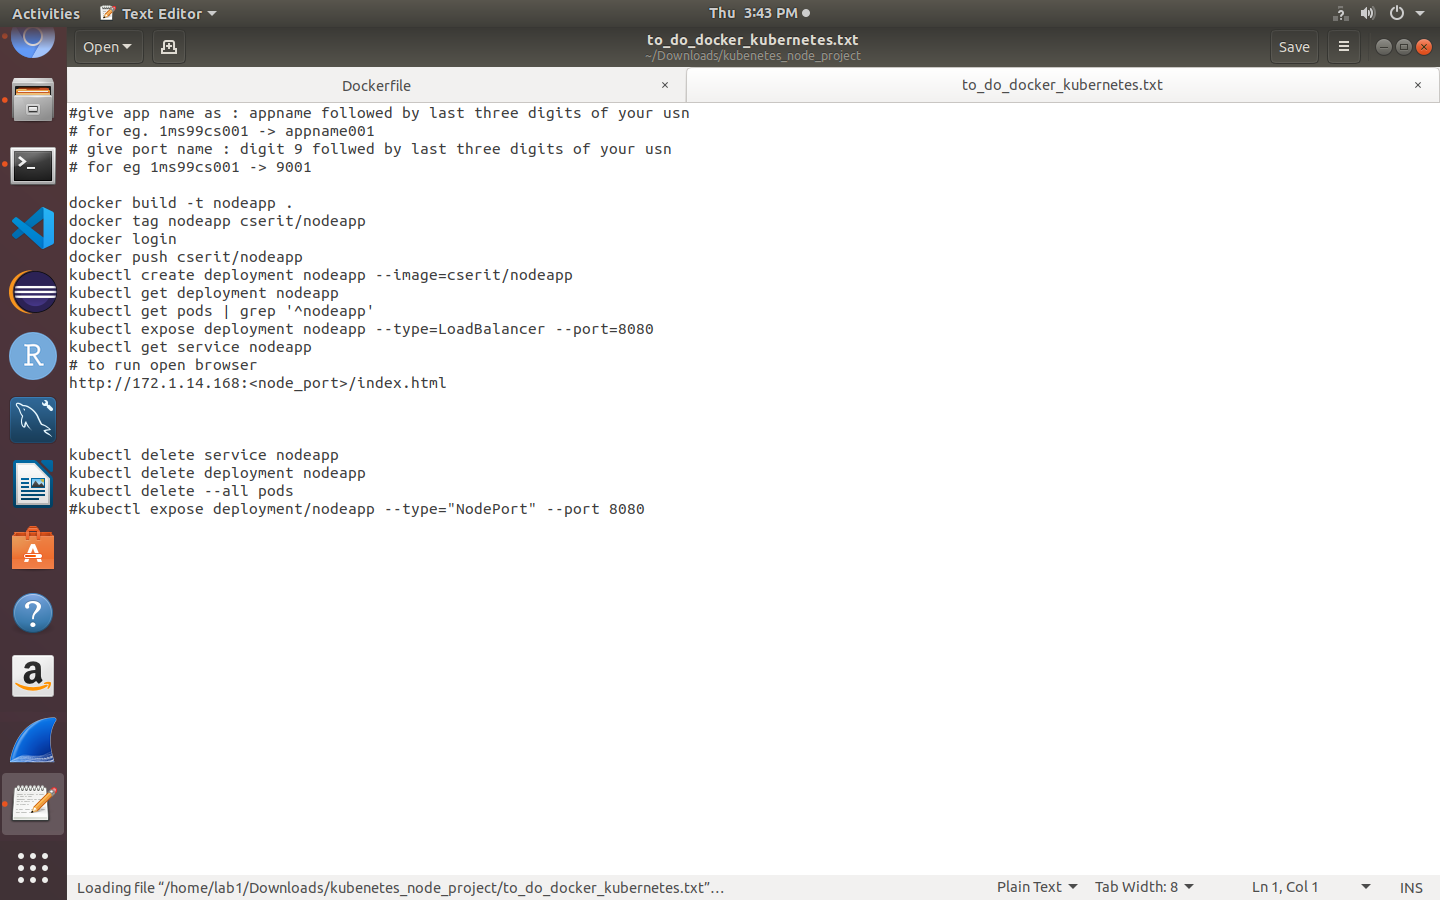 Activities Text Editor Thu 3:43 PM
Open to_do_docker_kubernetes.txt Save
~/Downloads/kubenetes_node_project
Dockerfile × to_do_docker_kubernetes.txt ×
#give app name as : appname followed by last three digits of your usn
# for eg. 1ms99cs001 -> appname001
# give port name : digit 9 follwed by last three digits of your usn
# for eg 1ms99cs001 -> 9001
docker build -t nodeapp .
docker tag nodeapp cserit/nodeapp
docker login
docker push cserit/nodeapp
kubectl create deployment nodeapp --image=cserit/nodeapp
kubectl get deployment nodeapp
kubectl get pods | grep '^nodeapp'
kubectl expose deployment nodeapp --type=LoadBalancer --port=8080
kubectl get service nodeapp
# to run open browser
http://172.1.14.168:<node_port>/index.html
kubectl delete service nodeapp
kubectl delete deployment nodeapp
kubectl delete --all pods
#kubectl expose deployment/nodeapp --type="NodePort" --port 8080
Loading file “/home/lab1/Downloads/kubenetes_node_project/to_do_docker_kubernetes.txt”… Plain Text Tab Width: 8 Ln 1, Col 1 INS